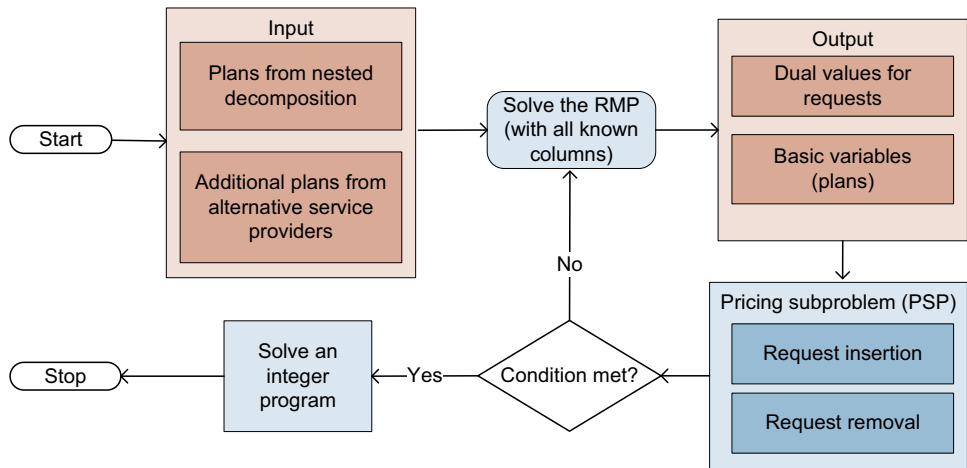 Start
Input
Plans from nested
decomposition
Additional plans from
alternative service
providers
Solve the RMP
(with all known
columns)
Output
Dual values for
requests
Basic variables
(plans)
Pricing subproblem (PSP)
Request insertion
Request removal
Condition met?
No
Yes
Solve an
integer
program
Stop